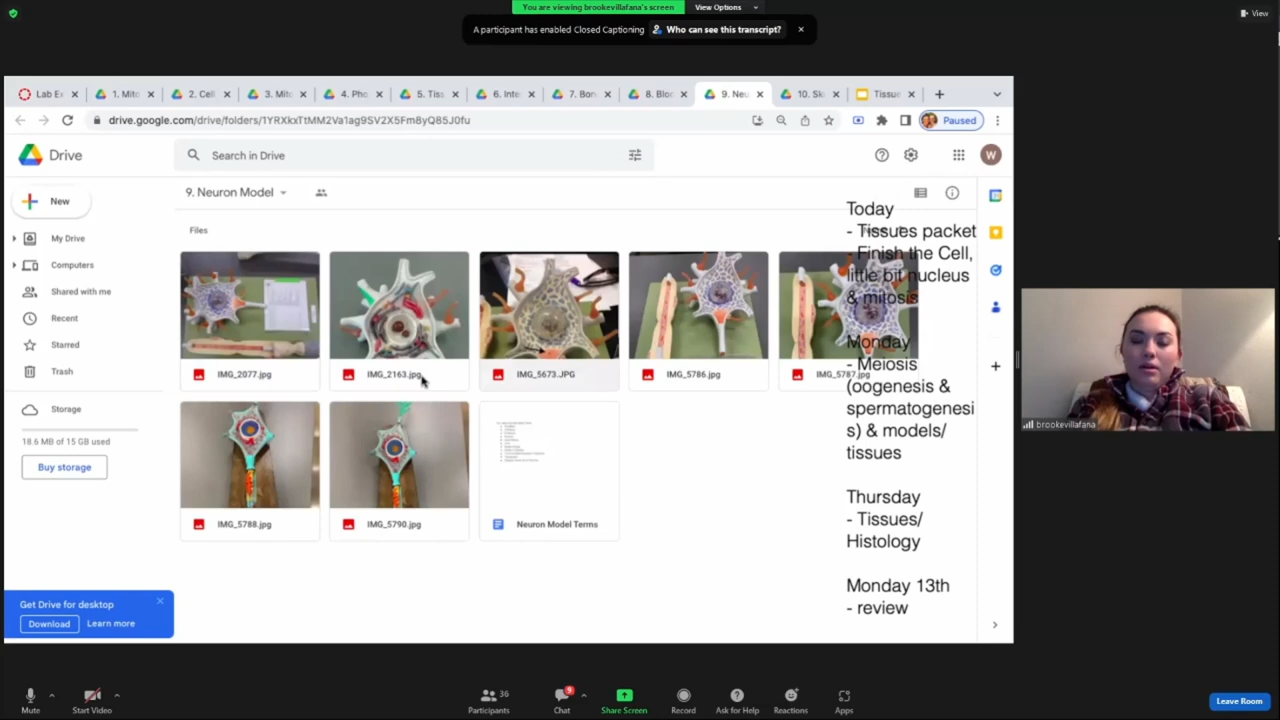 You are viewing brookevillafana's screen
View Options
View
A participant has enabled Closed Captioning
Who can see this transcript?
Lab Ex
1. Mito
2. Cell
3. Mito
4. Pho
5. Tiss
6. Inte
7. Bon
8. Bloo
9. Neu
10. Sk
Tissue
drive.google.com/drive/folders/1YRXkxTtMM2Va1ag9SV2X5Fm8yQ85J0fu
Paused
Drive
Search in Drive
W
New
9. Neuron Model
My Drive
Computers
Shared with me
Recent
Starred
Trash
Storage
18.6 MB of 15 GB used
Buy storage
Files
IMG_2077.jpg
IMG_2163.jpg
IMG_5673.JPG
IMG_5786.jpg
IMG_5787.jpg
IMG_5788.jpg
IMG_5790.jpg
Neuron Model Terms
Today
- Tissues packet
- Finish the Cell,
little bit nucleus
& mitosis
Monday
- Meiosis
(oogenesis &
spermatogenesi
s) & models/
tissues
Thursday
- Tissues/
Histology
Monday 13th
- review
Get Drive for desktop
Download
Learn more
brookevillafana
Mute
Start Video
Participants
36
Chat
9
Share Screen
Record
Ask for Help
Reactions
Apps
Leave Room